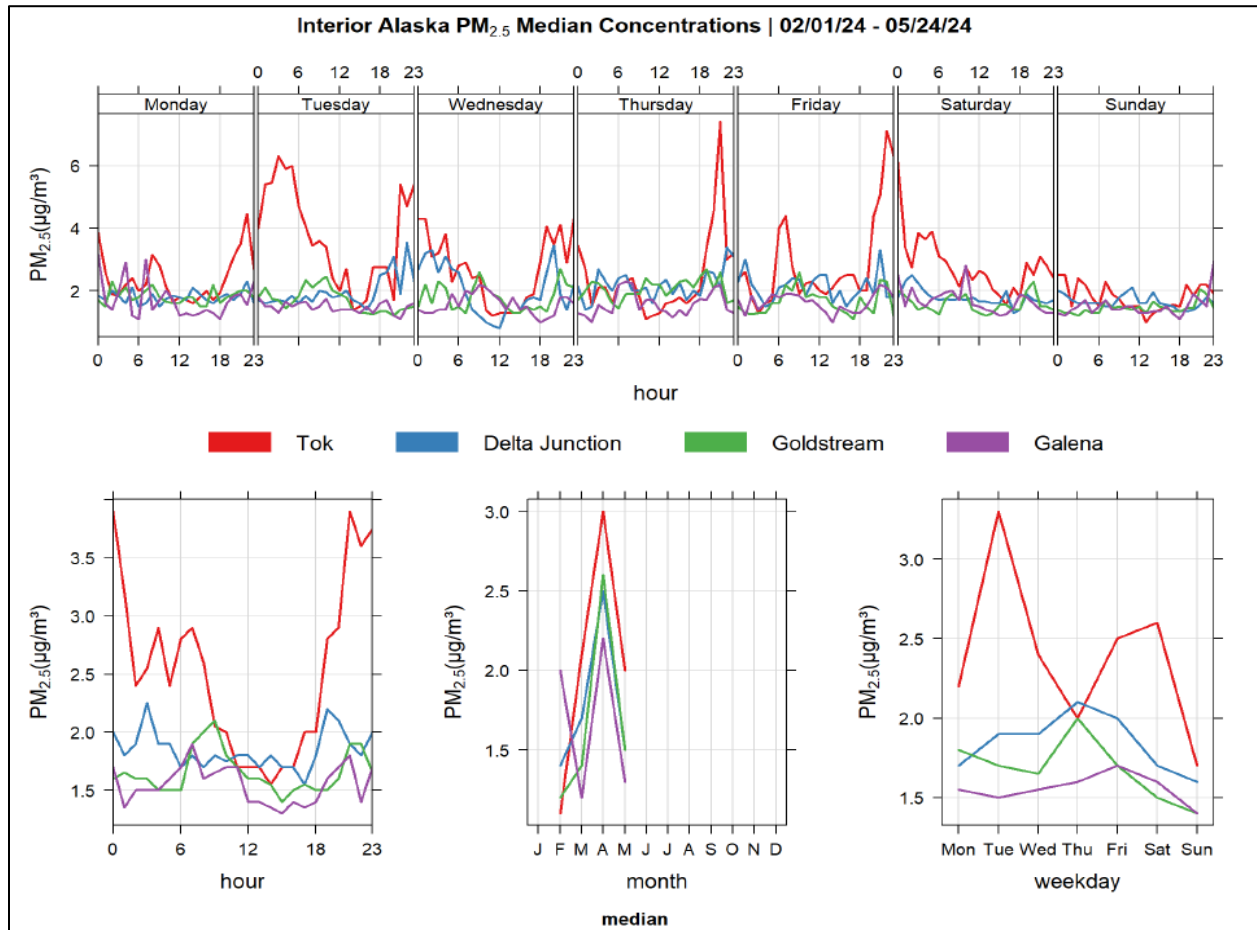 Interior Alaska PM2.5 Median Concentrations | 02/01/24 - 05/24/24
0 6 12 18 23 0 6 12 18 23 0 6 12 18 23
Monday Tuesday Wednesday Thursday Friday Saturday Sunday
6
4
2
PM2.5(µg/m³)
0 6 12 18 23 0 6 12 18 23 0 6 12 18 23 0 6 12 18 23
hour
Tok Delta Junction Goldstream Galena
3.5
3.0
2.5
2.0
1.5
PM2.5(µg/m³)
0 6 12 18 23
hour
3.0
2.5
2.0
1.5
PM2.5(µg/m³)
J F M A M J J A S O N D
month
3.0
2.5
2.0
1.5
PM2.5(µg/m³)
Mon Tue Wed Thu Fri Sat Sun
weekday
median